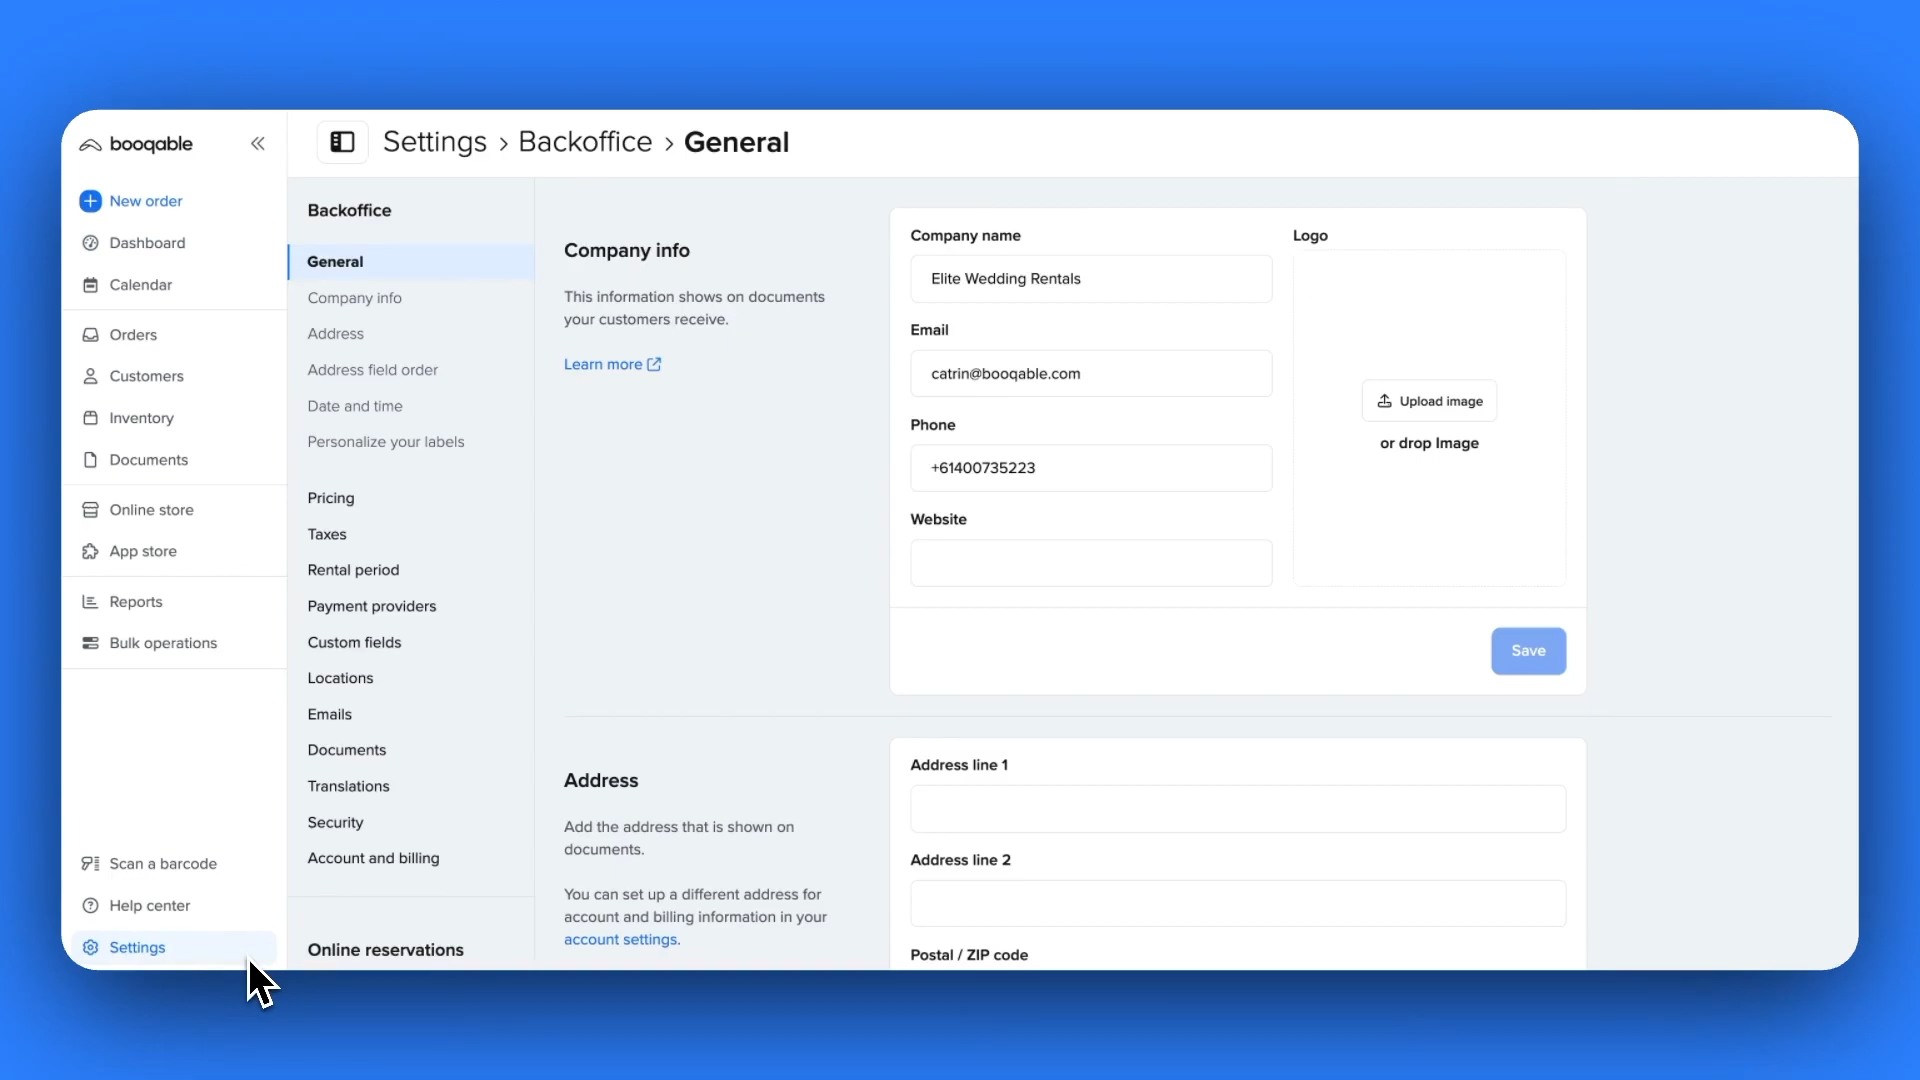 booqable
New order
Dashboard
Calendar
Orders
Customers
Inventory
Documents
Online store
App store
Reports
Bulk operations
Scan a barcode
Help center
Settings
Settings › Backoffice › General
Backoffice
General
Company info
Address
Address field order
Date and time
Personalize your labels
Pricing
Taxes
Rental period
Payment providers
Custom fields
Locations
Emails
Documents
Translations
Security
Account and billing
Online reservations
Company info
This information shows on documents
your customers receive.
Learn more
Company name
Elite Wedding Rentals
Email
catrin@booqable.com
Phone
+61400735223
Website
Logo
Upload image
or drop Image
Save
Address
Add the address that is shown on
documents.
You can set up a different address for
account and billing information in your
account settings.
Address line 1
Address line 2
Postal / ZIP code